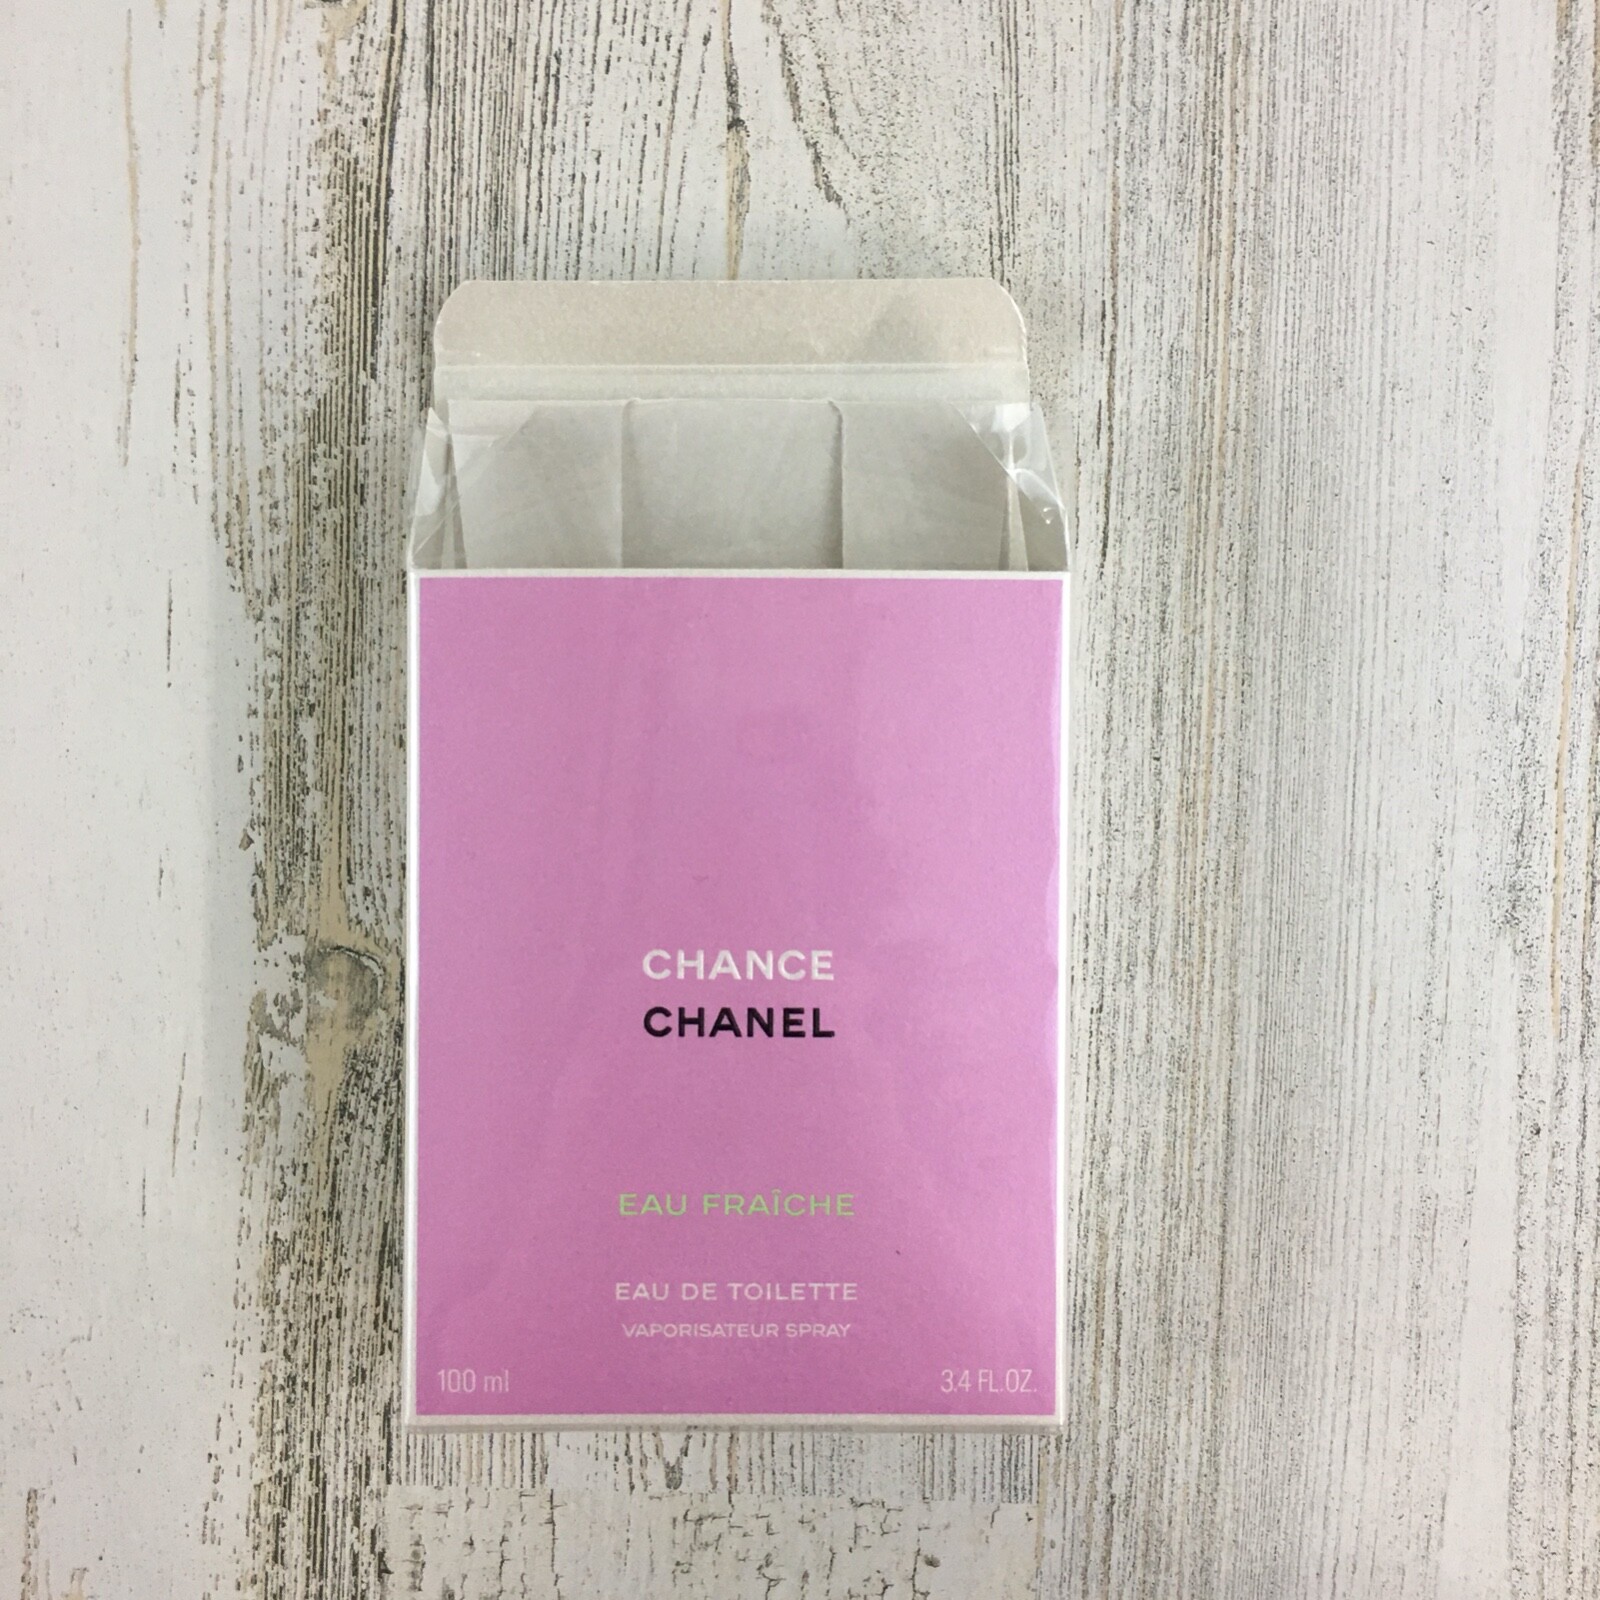 CHANCE
CHANEL
EAU FRAÎCHE
EAU DE TOILETTE
VAPORISATEUR SPRAY
100 ml 3.4 FL.OZ.